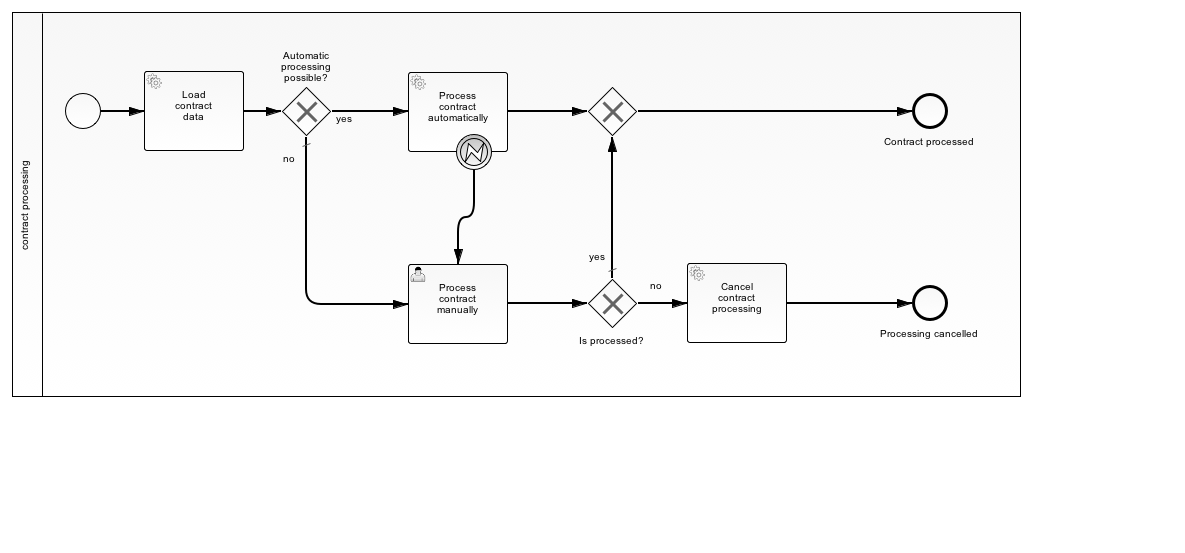 contract processing
Load
contract
data
Automatic
processing
possible?
yes
no
Process
contract
automatically
Contract processed
Process
contract
manually
yes
Is processed?
no
Cancel
contract
processing
Processing cancelled